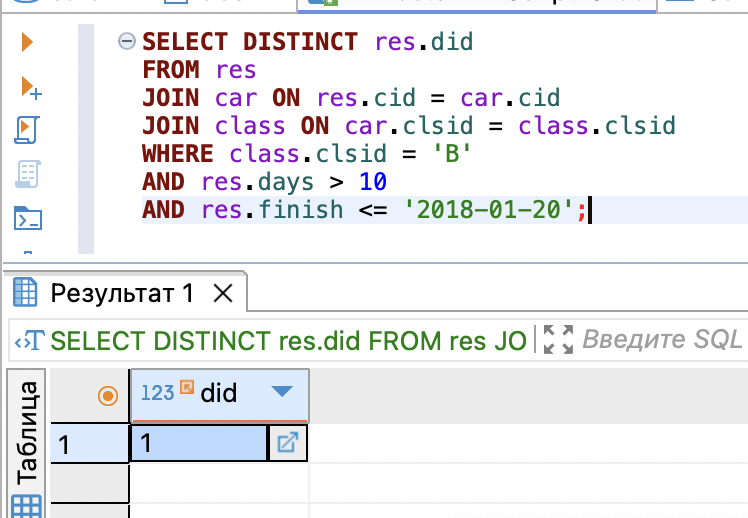 SELECT DISTINCT res.did
FROM res
JOIN car ON res.cid = car.cid
JOIN class ON car.clsid = class.clsid
WHERE class.clsid = 'B'
AND res.days > 10
AND res.finish <= '2018-01-20';
Результат 1
SELECT DISTINCT res.did FROM res JO
Введите SQL
Таблица
123 did
1 1